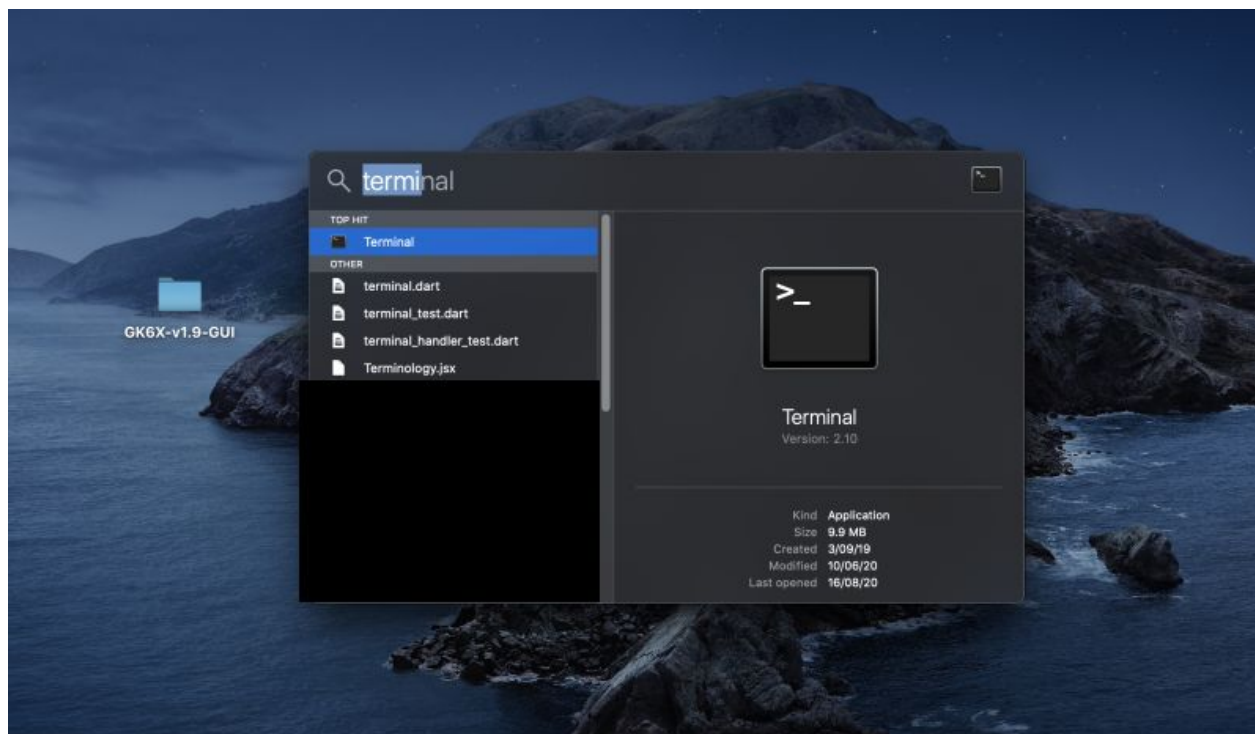 terminal
TOP HIT
Terminal
OTHER
terminal.dart
terminal_test.dart
terminal_handler_test.dart
Terminology.jsx
GK6X-v1.9-GUI
>_
Terminal
Version: 2.10
Kind Application
Size 9.9 MB
Created 3/09/19
Modified 10/06/20
Last opened 16/08/20